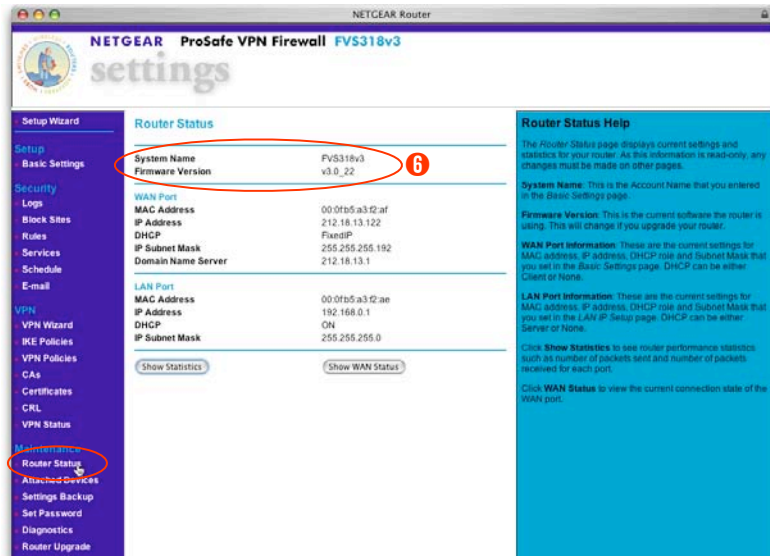 NETGEAR Router
NETGEAR ProSafe VPN Firewall FVS318v3
settings
Setup Wizard
Setup
Basic Settings
Security
Logs
Block Sites
Rules
Services
Schedule
E-mail
VPN
VPN Wizard
IKE Policies
VPN Policies
CAs
Certificates
CRL
VPN Status
Maintenance
Router Status
Attached Devices
Settings Backup
Set Password
Diagnostics
Router Upgrade
Router Status
System Name FVS318v3
Firmware Version v3.0_22
6
WAN Port
MAC Address 00:0f:b5:a3:f2:af
IP Address 212.18.13.122
DHCP FixedIP
IP Subnet Mask 255.255.255.192
Domain Name Server 212.18.13.1
LAN Port
MAC Address 00:0f:b5:a3:f2:ae
IP Address 192.168.0.1
DHCP ON
IP Subnet Mask 255.255.255.0
Show Statistics Show WAN Status
Router Status Help
The Router Status page displays current settings and
statistics for your router. As this information is read-only, any
changes must be made on other pages.
System Name: This is the Account Name that you entered
in the Basic Settings page.
Firmware Version: This is the current software the router is
using. This will change if you upgrade your router.
WAN Port Information: These are the current settings for
MAC address, IP address, DHCP role and Subnet Mask that
you set in the Basic Settings page. DHCP can be either
Client or None.
LAN Port Information: These are the current settings for
MAC address, IP address, DHCP role and Subnet Mask that
you set in the LAN IP Setup page. DHCP can be either
Server or None.
Click Show Statistics to see router performance statistics
such as number of packets sent and number of packets
received for each port.
Click WAN Status to view the current connection state of the
WAN port.